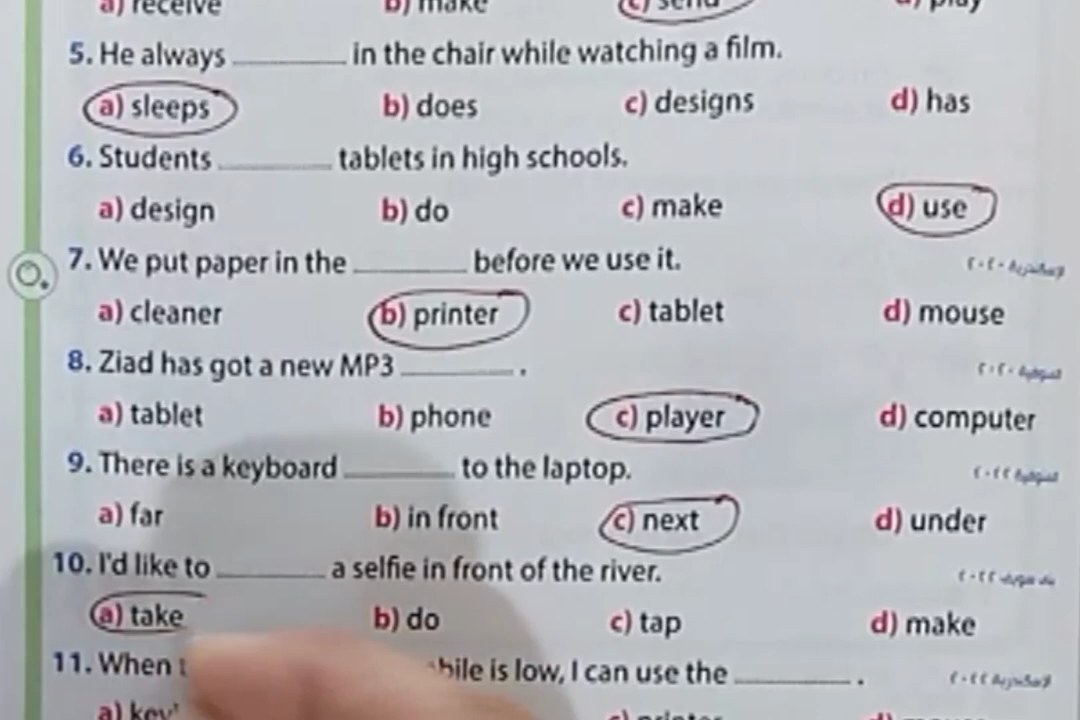 a) receive b) make c) send d) play
5. He always ________ in the chair while watching a film.
a) sleeps b) does c) designs d) has
6. Students ________ tablets in high schools.
a) design b) do c) make d) use
7. We put paper in the ________ before we use it.
a) cleaner b) printer c) tablet d) mouse
8. Ziad has got a new MP3 ________ .
a) tablet b) phone c) player d) computer
9. There is a keyboard ________ to the laptop.
a) far b) in front c) next d) under
10. I'd like to ________ a selfie in front of the river.
a) take b) do c) tap d) make
11. When is low, I can use the ________ .
a) c) printer d) mouse